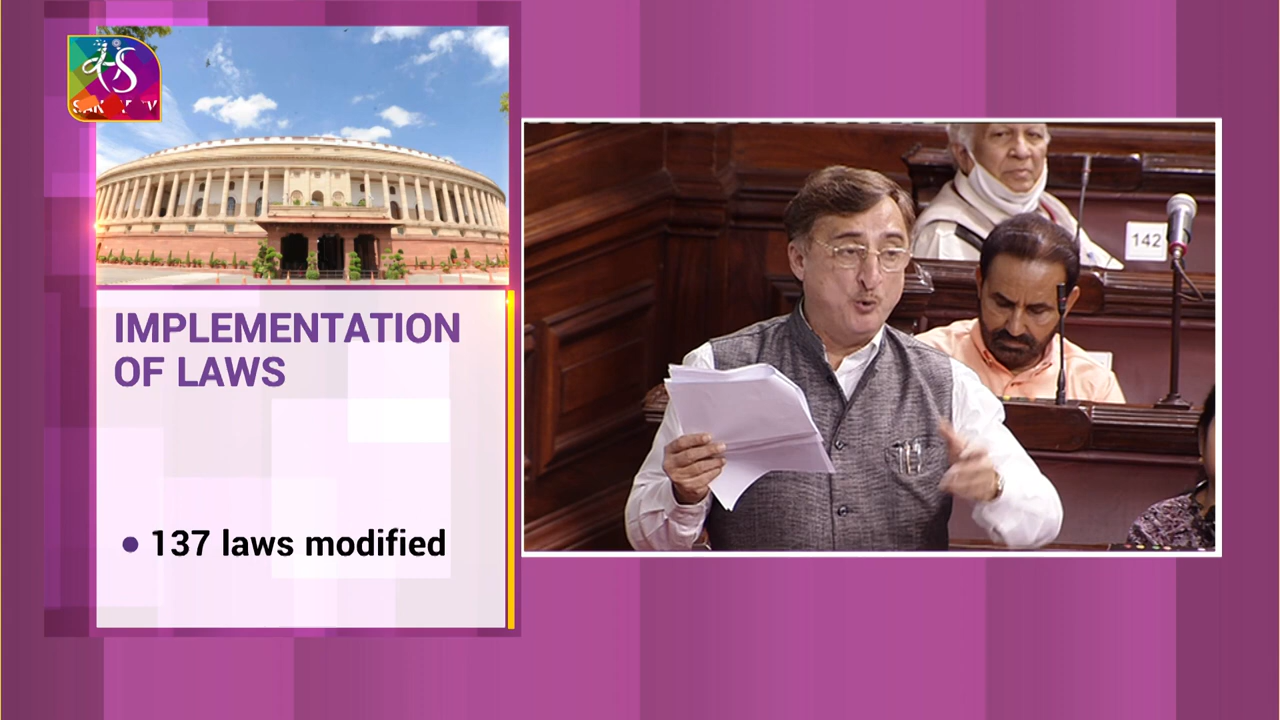 IMPLEMENTATION
OF LAWS
• 137 laws modified
142